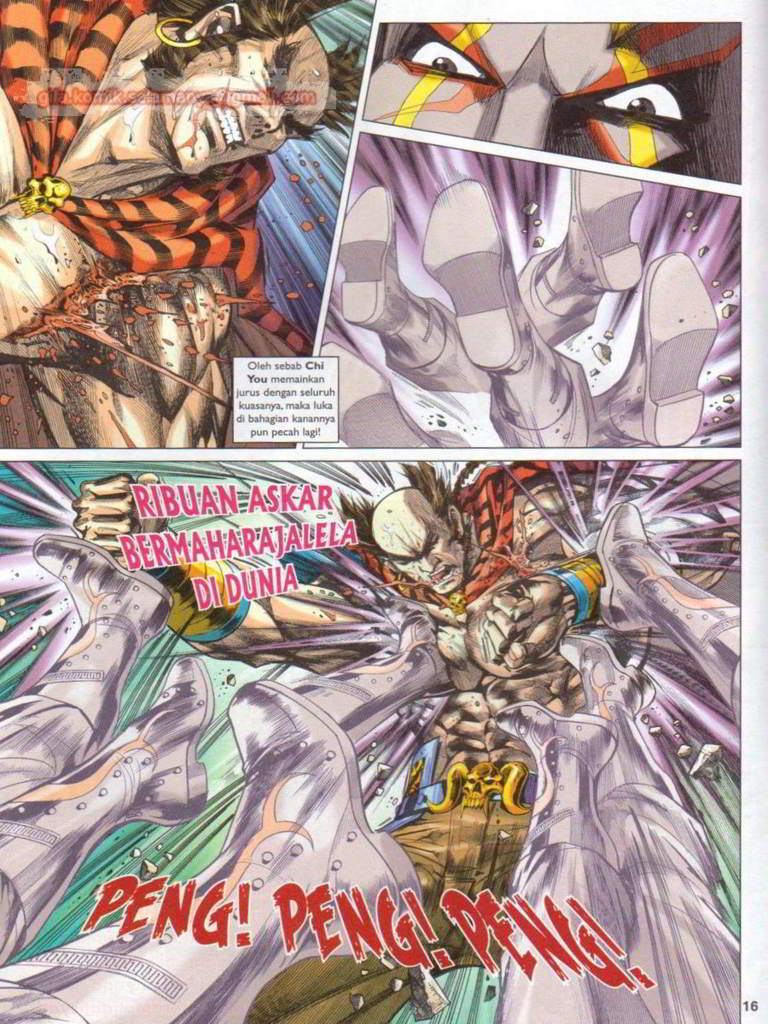 Oleh sebab Chi
You memainkan
jurus dengan seluruh
kuasanya, maka luka
di bahagian kanannya
pun pecah lagi!
RIBUAN ASKAR
BERMAHARAJALELA
DI DUNIA
PENG! PENG! PENG!
16